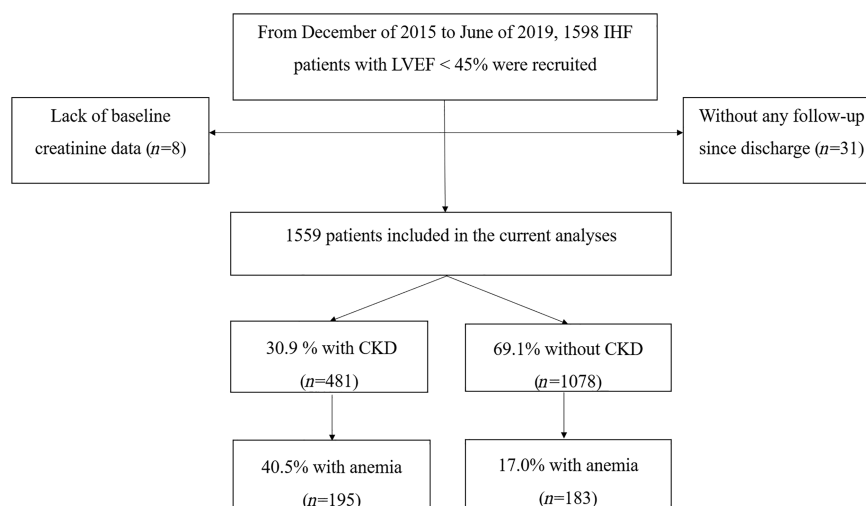 From December of 2015 to June of 2019, 1598 IHF
patients with LVEF < 45% were recruited
Lack of baseline
creatinine data (n=8)
Without any follow-up
since discharge (n=31)
1559 patients included in the current analyses
30.9 % with CKD
(n=481)
69.1% without CKD
(n=1078)
40.5% with anemia
(n=195)
17.0% with anemia
(n=183)